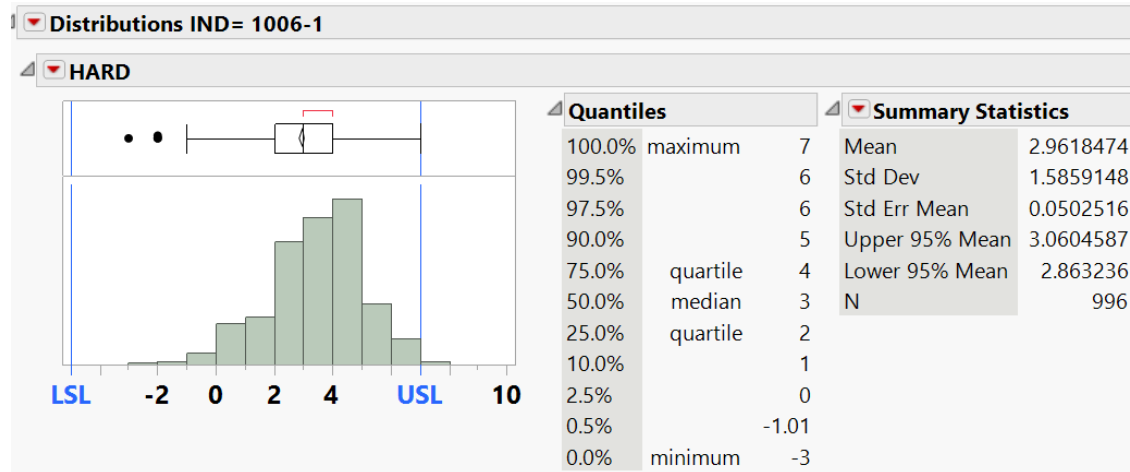 Distributions IND= 1006-1
HARD
Quantiles
100.0% maximum 7
99.5% 6
97.5% 6
90.0% 5
75.0% quartile 4
50.0% median 3
25.0% quartile 2
10.0% 1
2.5% 0
0.5% -1.01
0.0% minimum -3
Summary Statistics
Mean 2.9618474
Std Dev 1.5859148
Std Err Mean 0.0502516
Upper 95% Mean 3.0604587
Lower 95% Mean 2.863236
N 996
LSL -2 0 2 4 USL 10